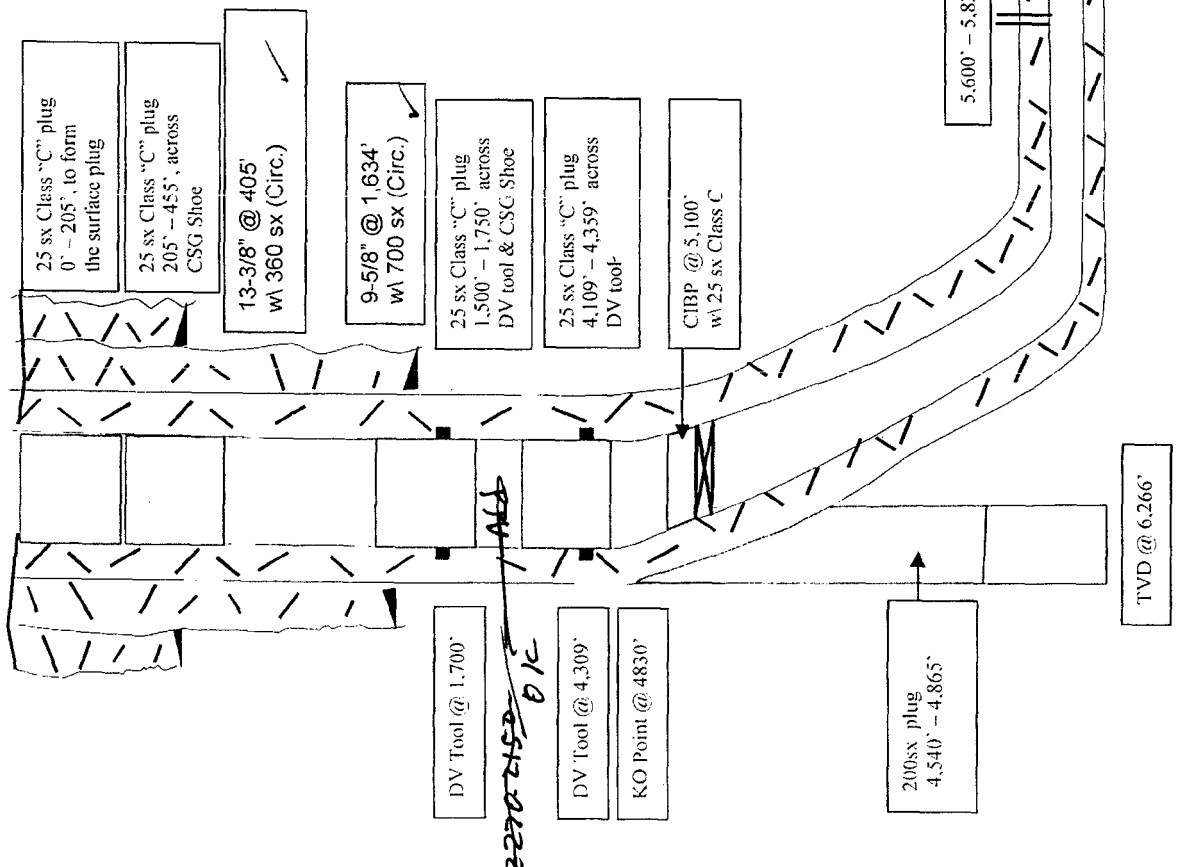 25 sx Class "C" plug
0` – 205`, to form
the surface plug
25 sx Class "C" plug
205` – 455`, across
CSG Shoe
13-3/8" @ 405'
w\ 360 sx (Circ.)
9-5/8" @ 1,634'
w\ 700 sx (Circ.)
25 sx Class "C" plug
1,500` – 1,750` across
DV tool & CSG Shoe
25 sx Class "C" plug
4,109` – 4,359` across
DV tool
CIBP @ 5,100`
w\ 25 sx Class C
5,600` – 5,8
DV Tool @ 1,700`
Add
2270-2150
OK
DV Tool @ 4,309`
KO Point @ 4830`
200sx plug
4,540` – 4,865`
TVD @ 6,266'